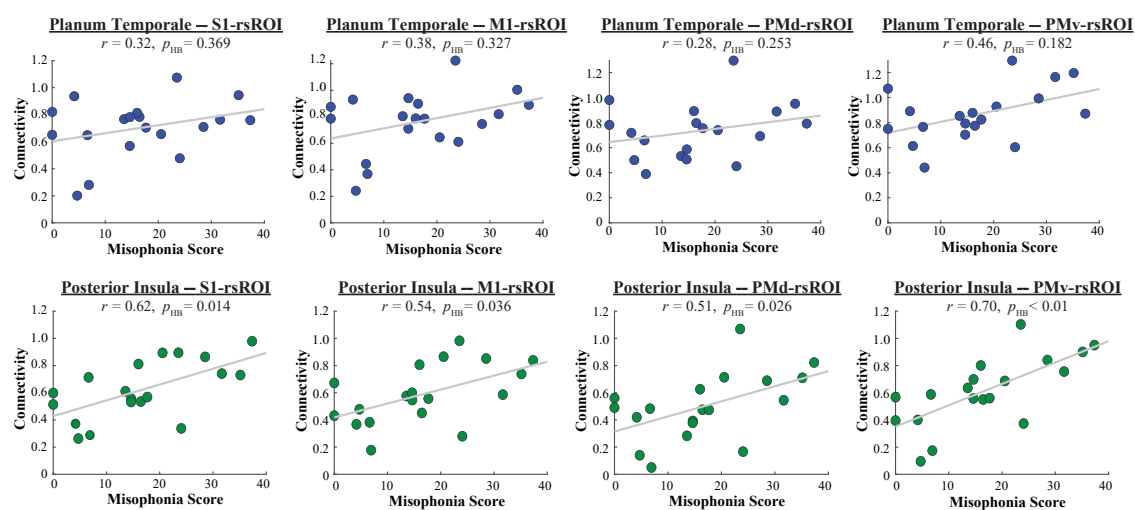 Planum Temporale – S1-rsROI
r = 0.32, pHB = 0.369
Connectivity
1.2
1.0
0.8
0.6
0.4
0.2
0
0 10 20 30 40
Misophonia Score
Planum Temporale – M1-rsROI
r = 0.38, pHB = 0.327
Connectivity
1.2
1.0
0.8
0.6
0.4
0.2
0
0 10 20 30 40
Misophonia Score
Planum Temporale – PMd-rsROI
r = 0.28, pHB = 0.253
Connectivity
1.2
1.0
0.8
0.6
0.4
0.2
0
0 10 20 30 40
Misophonia Score
Planum Temporale – PMv-rsROI
r = 0.46, pHB = 0.182
Connectivity
1.2
1.0
0.8
0.6
0.4
0.2
0
0 10 20 30 40
Misophonia Score
Posterior Insula – S1-rsROI
r = 0.62, pHB = 0.014
Connectivity
1.2
1.0
0.8
0.6
0.4
0.2
0
0 10 20 30 40
Misophonia Score
Posterior Insula – M1-rsROI
r = 0.54, pHB = 0.036
Connectivity
1.2
1.0
0.8
0.6
0.4
0.2
0
0 10 20 30 40
Misophonia Score
Posterior Insula – PMd-rsROI
r = 0.51, pHB = 0.026
Connectivity
1.2
1.0
0.8
0.6
0.4
0.2
0
0 10 20 30 40
Misophonia Score
Posterior Insula – PMv-rsROI
r = 0.70, pHB < 0.01
Connectivity
1.2
1.0
0.8
0.6
0.4
0.2
0
0 10 20 30 40
Misophonia Score